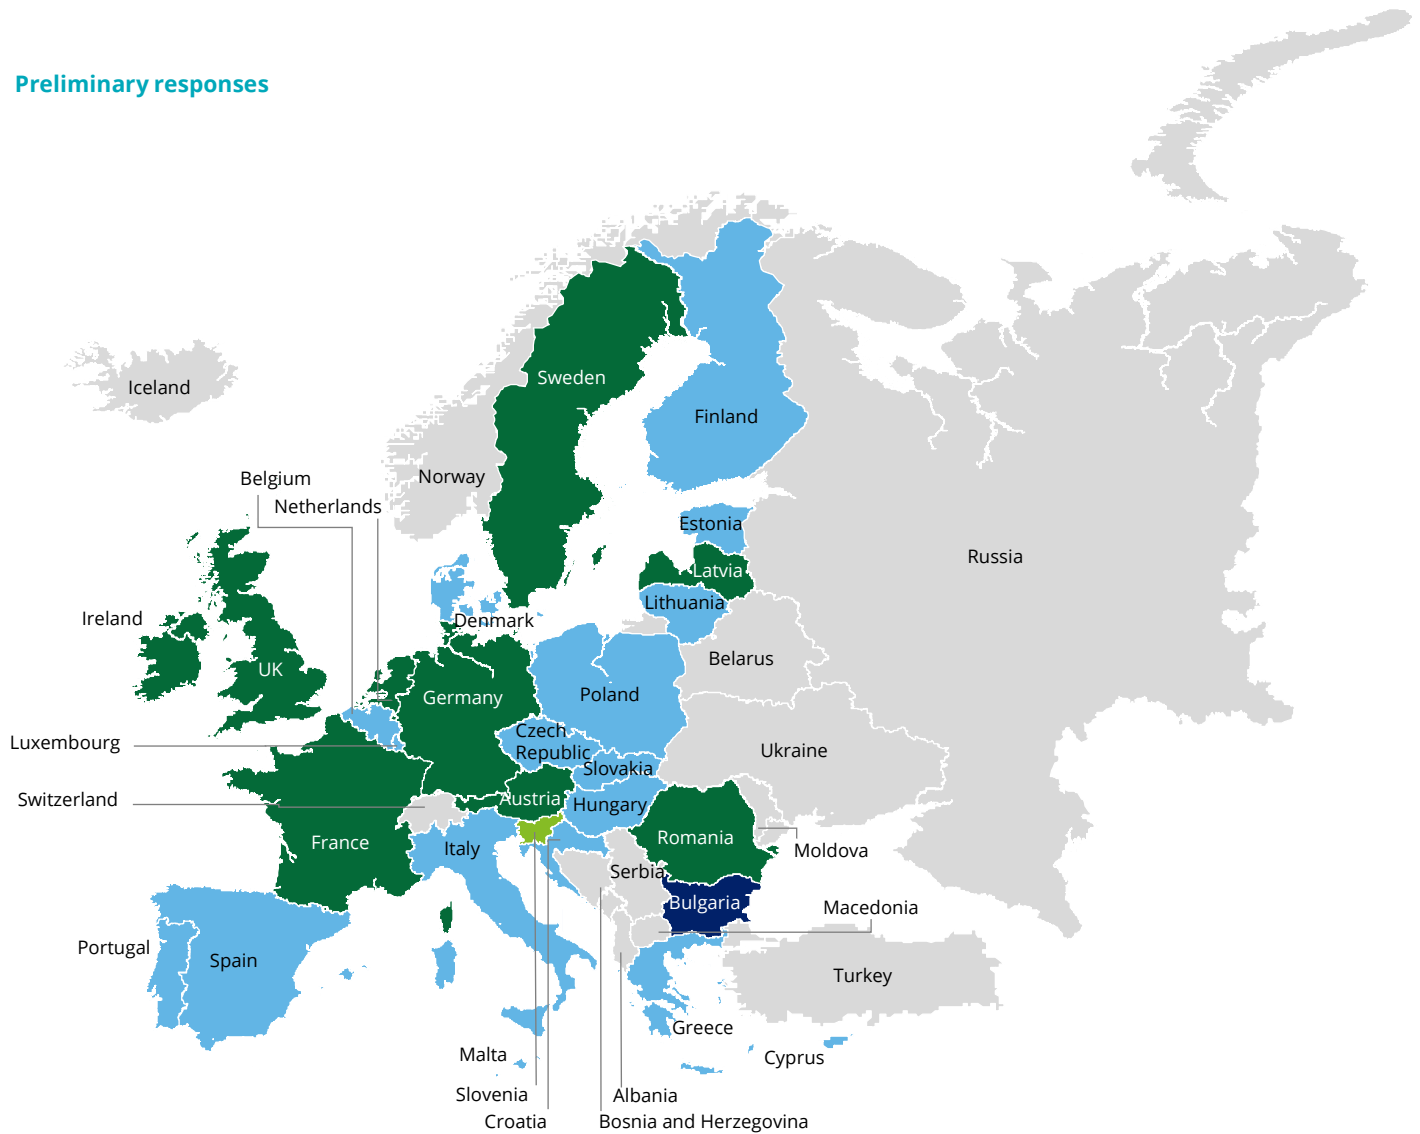 Preliminary responses
Iceland
Sweden
Finland
Norway
Belgium
Netherlands
Estonia
Russia
Latvia
Lithuania
Ireland
Denmark
Belarus
UK
Germany
Poland
Czech
Republic
Luxembourg
Ukraine
Slovakia
Switzerland
Austria
Hungary
France
Italy
Romania
Moldova
Serbia
Bulgaria
Macedonia
Portugal
Spain
Turkey
Greece
Malta
Cyprus
Slovenia
Albania
Croatia
Bosnia and Herzegovina